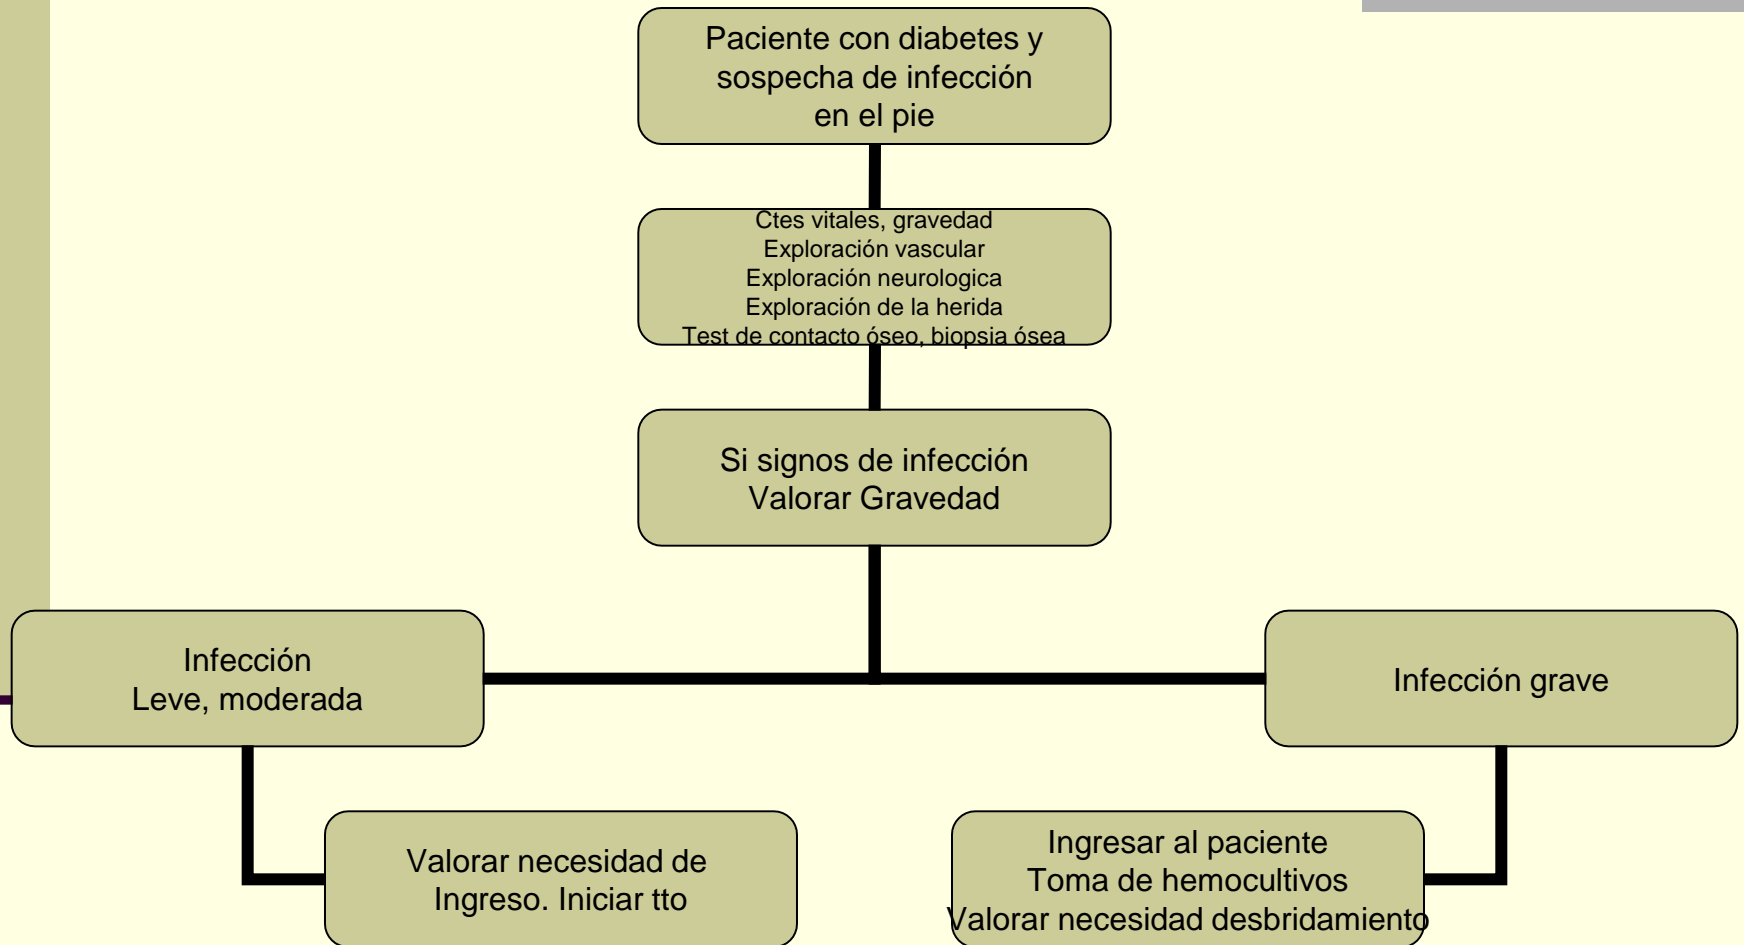 Paciente con diabetes y
sospecha de infección
en el pie
Ctes vitales, gravedad
Exploración vascular
Exploración neurologica
Exploración de la herida
Test de contacto óseo, biopsia ósea
Si signos de infección
Valorar Gravedad
Infección
Leve, moderada
Infección grave
Valorar necesidad de
Ingreso. Iniciar tto
Ingresar al paciente
Toma de hemocultivos
Valorar necesidad desbridamiento